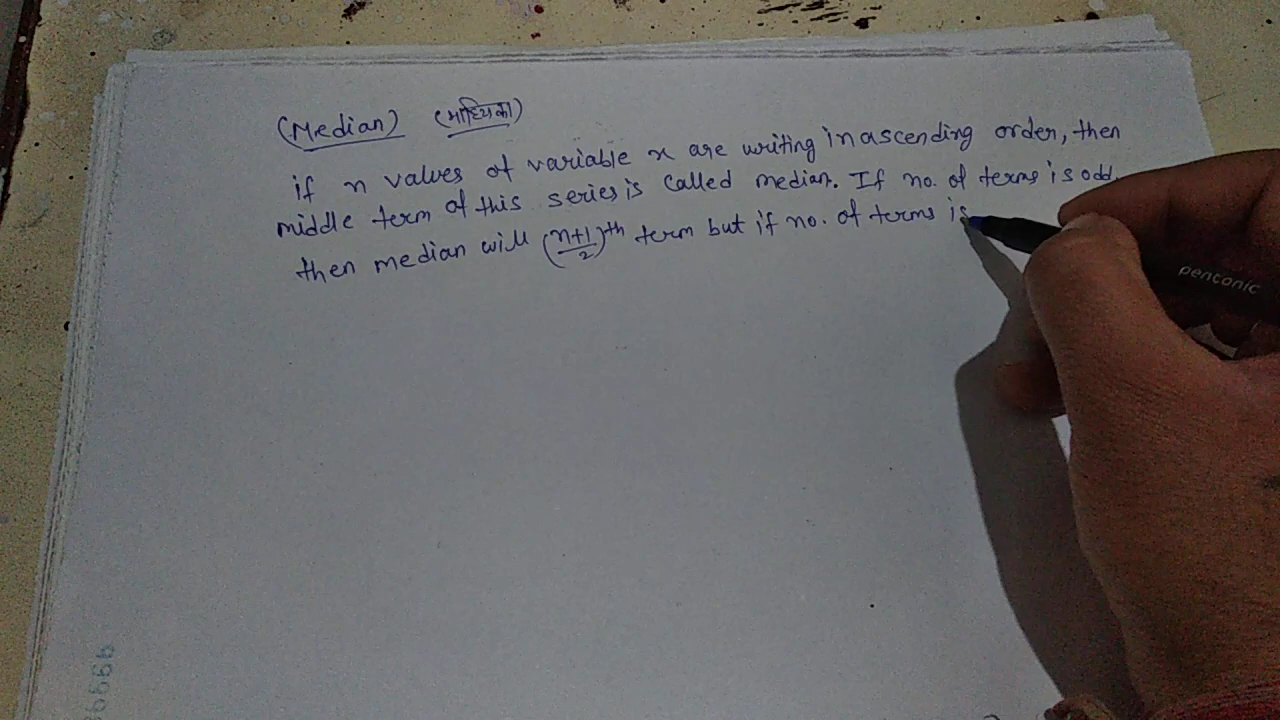 (Median) (माध्यिका)
if n values of variable x are writing in ascending order, then
middle term of this series is called median. If no. of terms is odd,
then median will (n+1/2)th term but if no. of terms is
pentonic